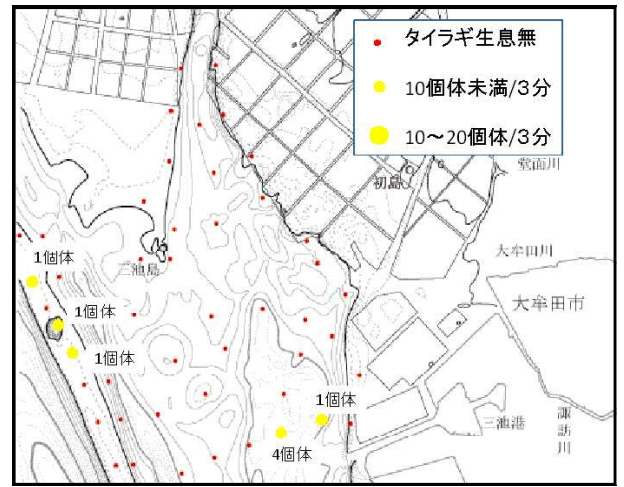 タイラギ生息無
10個体未満/3分
10～20個体/3分
堂面川
初島
大牟田川
1個体
三池島
大牟田市
1個体
1個体
1個体
三池港
諏訪川
4個体